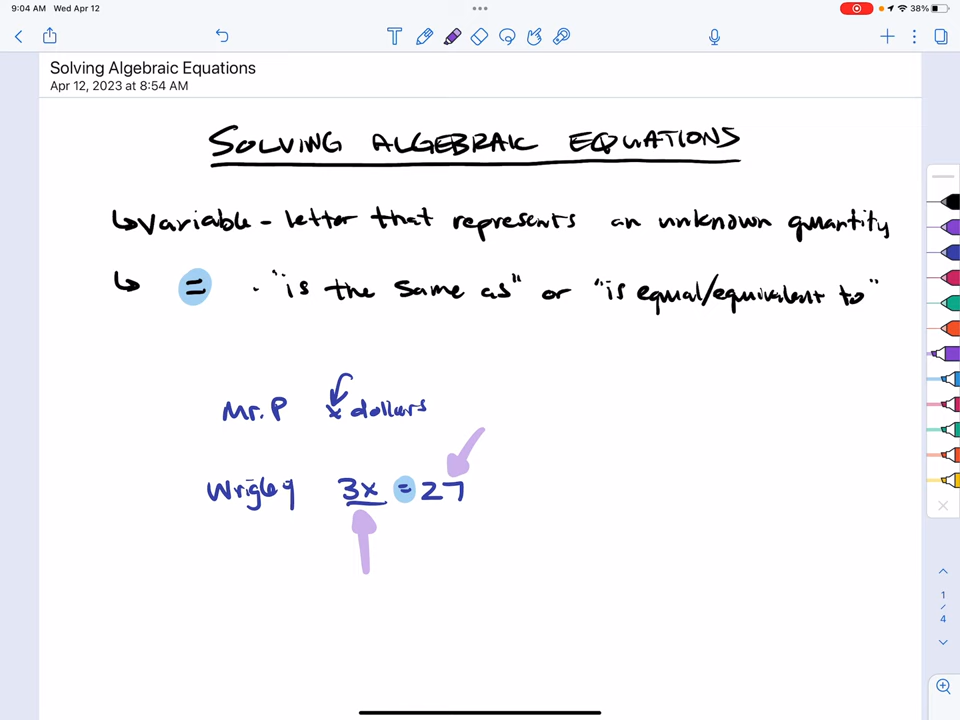 9:04 AM Wed Apr 12
38%
T
Solving Algebraic Equations
Apr 12, 2023 at 8:54 AM
SOLVING ALGEBRAIC EQUATIONS
↳ variable - letter that represents an unknown quantity
↳ = . "is the same as" or "is equal/equivalent to"
Mr. P x dollars
Wrigley 3x = 27
1
/
4